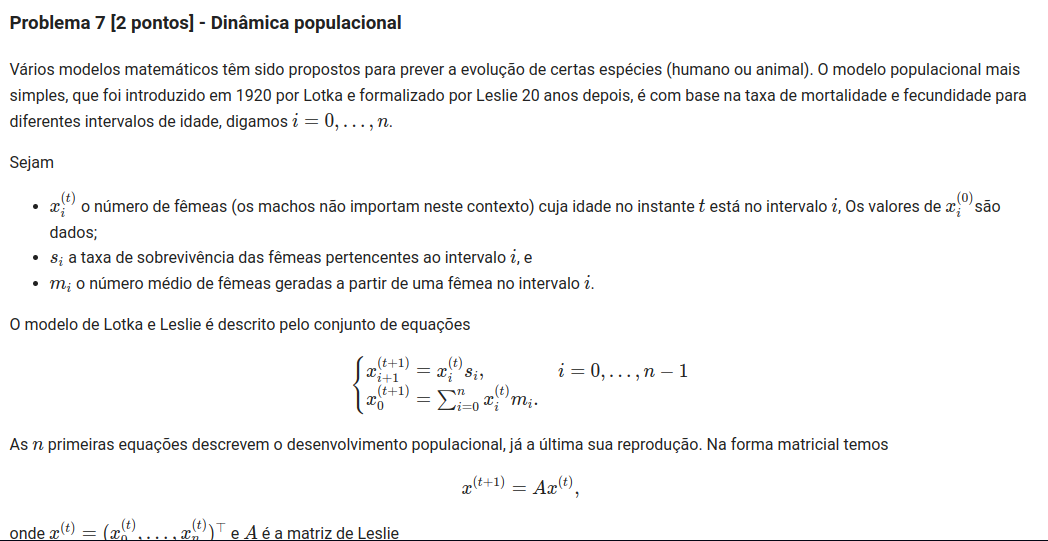 Problema 7 [2 pontos] - Dinâmica populacional
Vários modelos matemáticos têm sido propostos para prever a evolução de certas espécies (humano ou animal). O modelo populacional mais
simples, que foi introduzido em 1920 por Lotka e formalizado por Leslie 20 anos depois, é com base na taxa de mortalidade e fecundidade para
diferentes intervalos de idade, digamos $i = 0, \ldots, n$.
Sejam
• $x_i^{(t)}$ o número de fêmeas (os machos não importam neste contexto) cuja idade no instante $t$ está no intervalo $i$, Os valores de $x_i^{(0)}$são
dados;
• $s_i$ a taxa de sobrevivência das fêmeas pertencentes ao intervalo $i$, e
• $m_i$ o número médio de fêmeas geradas a partir de uma fêmea no intervalo $i$.
O modelo de Lotka e Leslie é descrito pelo conjunto de equações
$\begin{cases} x_{i+1}^{(t+1)} = x_i^{(t)} s_i, & i = 0, \ldots, n-1 \\ x_0^{(t+1)} = \sum_{i=0}^{n} x_i^{(t)} m_i. \end{cases}$
As $n$ primeiras equações descrevem o desenvolvimento populacional, já a última sua reprodução. Na forma matricial temos
$x^{(t+1)} = Ax^{(t)},$
onde $x^{(t)} = (x_0^{(t)}, \ldots, x_n^{(t)})^\top$ e $A$ é a matriz de Leslie